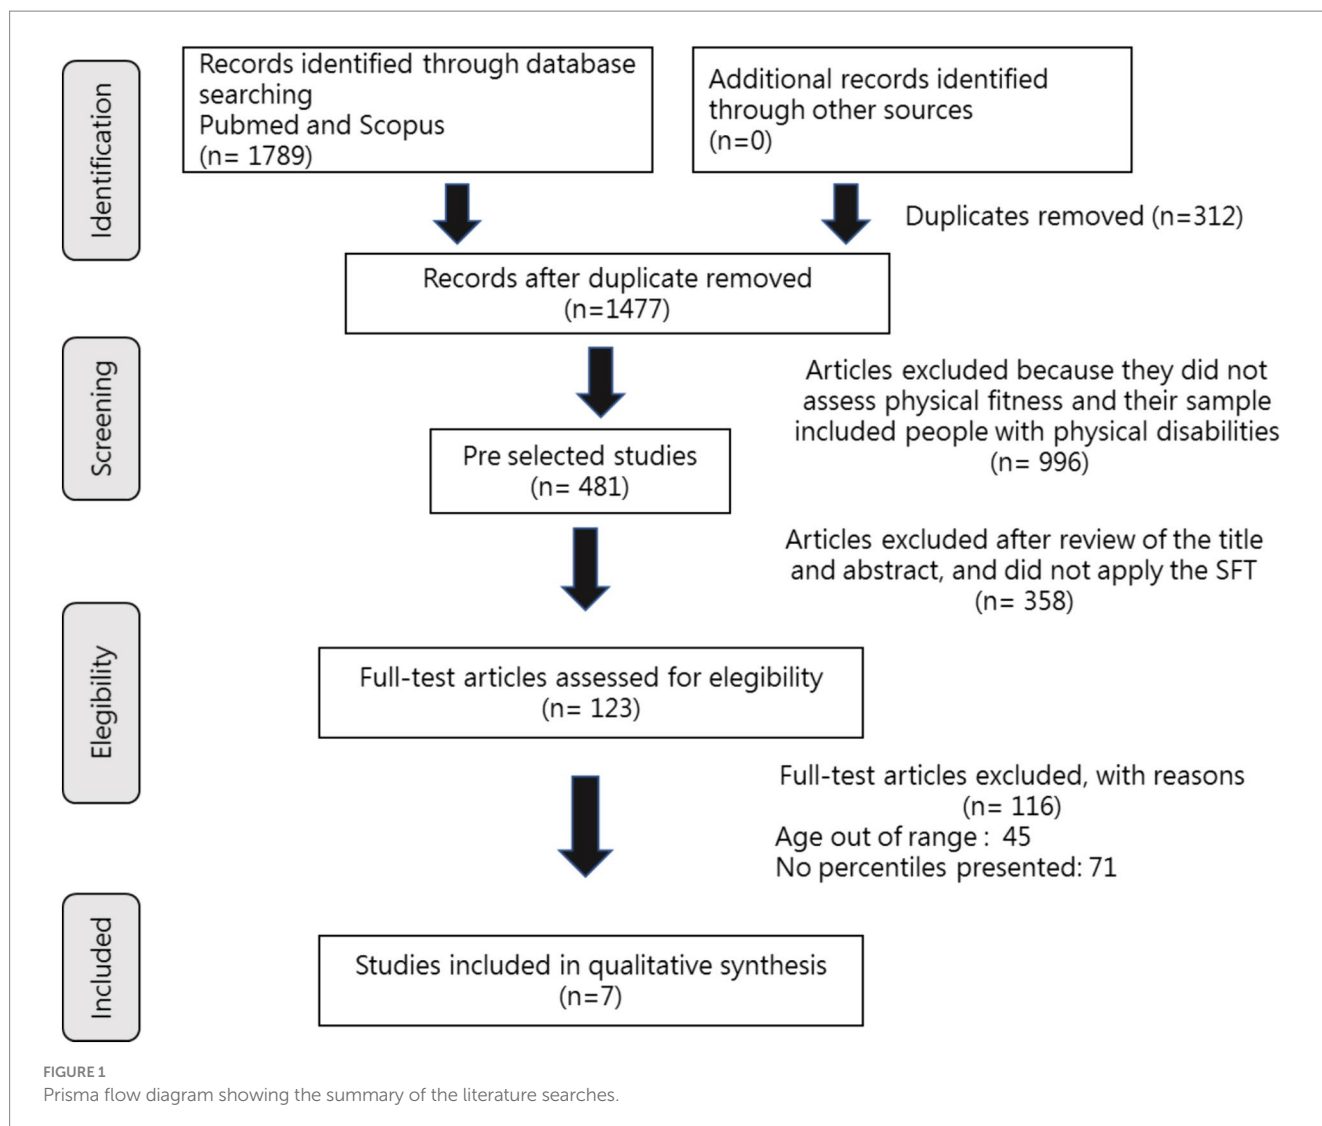 Identification
Records identified through database
searching
Pubmed and Scopus
(n= 1789)
Additional records identified
through other sources
(n=0)
Duplicates removed (n=312)
Records after duplicate removed
(n=1477)
Screening
Articles excluded because they did not
assess physical fitness and their sample
included people with physical disabilities
(n= 996)
Pre selected studies
(n= 481)
Articles excluded after review of the title
and abstract, and did not apply the SFT
(n= 358)
Elegibility
Full-test articles assessed for elegibility
(n= 123)
Full-test articles excluded, with reasons
(n= 116)
Age out of range : 45
No percentiles presented: 71
Included
Studies included in qualitative synthesis
(n=7)
FIGURE 1
Prisma flow diagram showing the summary of the literature searches.